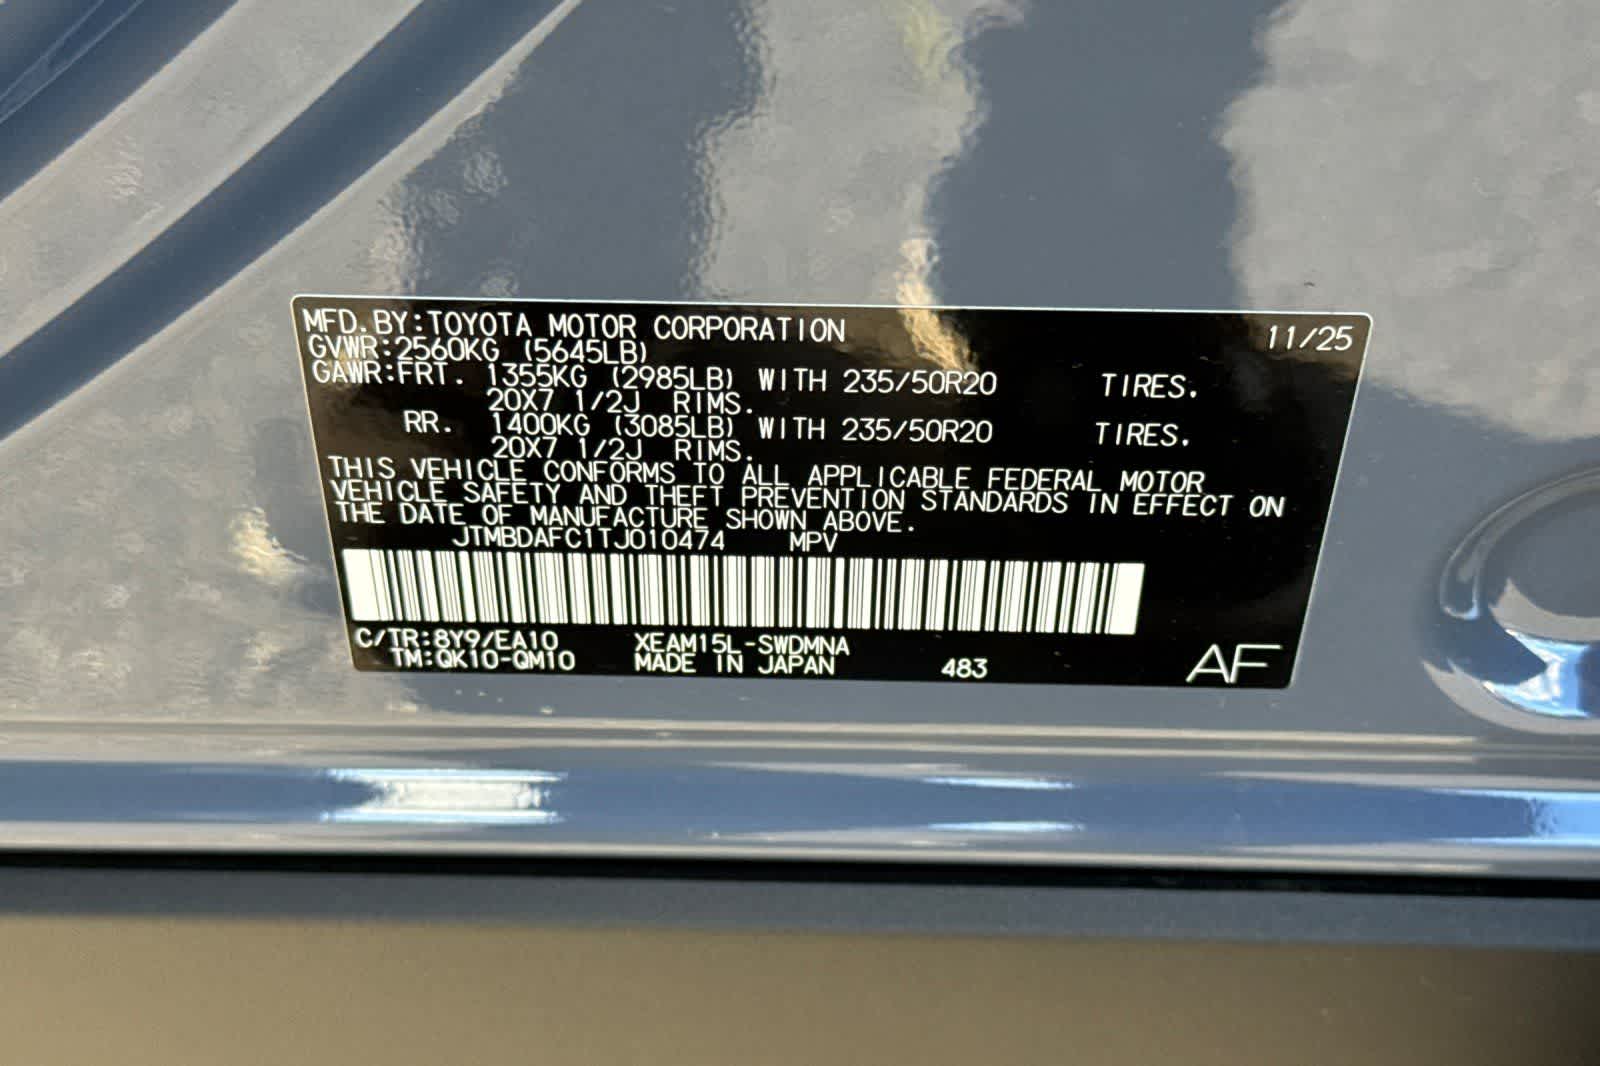 MFD.BY:TOYOTA MOTOR CORPORATION 11/25
GVWR:2560KG (5645LB)
GAWR:FRT. 1355KG (2985LB) WITH 235/50R20 TIRES.
20X7 1/2J RIMS.
RR. 1400KG (3085LB) WITH 235/50R20 TIRES.
20X7 1/2J RIMS.
THIS VEHICLE CONFORMS TO ALL APPLICABLE FEDERAL MOTOR
VEHICLE SAFETY AND THEFT PREVENTION STANDARDS IN EFFECT ON
THE DATE OF MANUFACTURE SHOWN ABOVE.
JTMBDAFC1TJ010474 MPV
C/TR:8Y9/EA10 XEAM15L-SWDMNA
TM:QK10-QM10 MADE IN JAPAN 483 AF